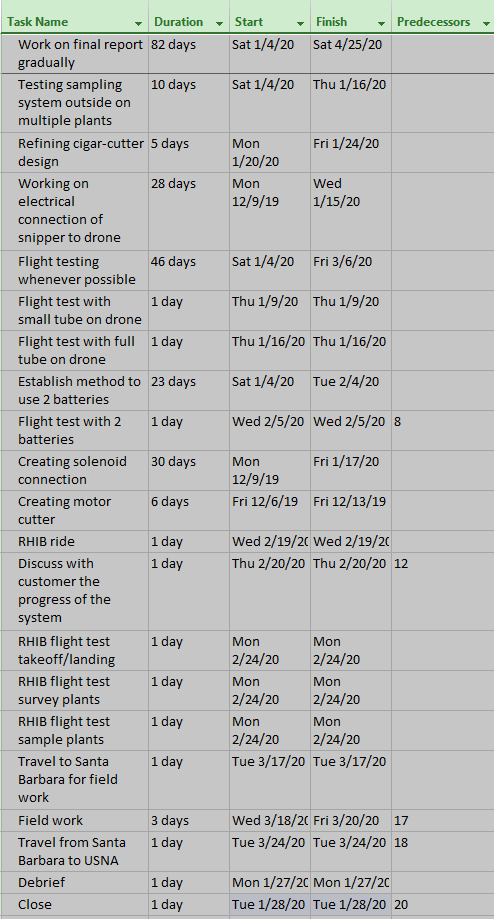 Task Name Duration Start Finish Predecessors
Work on final report 82 days Sat 1/4/20 Sat 4/25/20
gradually
Testing sampling 10 days Sat 1/4/20 Thu 1/16/20
system outside on
multiple plants
Refining cigar-cutter 5 days Mon Fri 1/24/20
design 1/20/20
Working on 28 days Mon Wed
electrical 12/9/19 1/15/20
connection of
snipper to drone
Flight testing 46 days Sat 1/4/20 Fri 3/6/20
whenever possible
Flight test with 1 day Thu 1/9/20 Thu 1/9/20
small tube on drone
Flight test with full 1 day Thu 1/16/20 Thu 1/16/20
tube on drone
Establish method to 23 days Sat 1/4/20 Tue 2/4/20
use 2 batteries
Flight test with 2 1 day Wed 2/5/20 Wed 2/5/20 8
batteries
Creating solenoid 30 days Mon Fri 1/17/20
connection 12/9/19
Creating motor 6 days Fri 12/6/19 Fri 12/13/19
cutter
RHIB ride 1 day Wed 2/19/20 Wed 2/19/20
Discuss with 1 day Thu 2/20/20 Thu 2/20/20 12
customer the
progress of the
system
RHIB flight test 1 day Mon Mon
takeoff/landing 2/24/20 2/24/20
RHIB flight test 1 day Mon Mon
survey plants 2/24/20 2/24/20
RHIB flight test 1 day Mon Mon
sample plants 2/24/20 2/24/20
Travel to Santa 1 day Tue 3/17/20 Tue 3/17/20
Barbara for field
work
Field work 3 days Wed 3/18/20 Fri 3/20/20 17
Travel from Santa 1 day Tue 3/24/20 Tue 3/24/20 18
Barbara to USNA
Debrief 1 day Mon 1/27/20 Mon 1/27/20
Close 1 day Tue 1/28/20 Tue 1/28/20 20